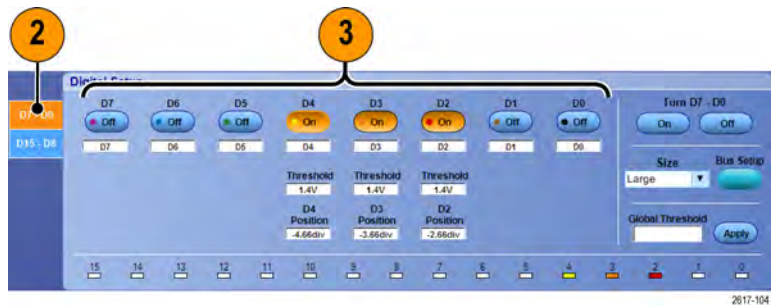 2
3
Digital Setup
D7 - D0
D15 - D8
D7 D6 D5 D4 D3 D2 D1 D0
Off Off Off On On On Off Off
D7 D6 D5 D4 D3 D2 D1 D0
Threshold Threshold Threshold
1.4V 1.4V 1.4V
D4 Position D3 Position D2 Position
-4.66div -3.66div -2.66div
Turn D7 - D0
On Off
Size Bus Setup
Large
Global Threshold
Apply
15 14 13 12 11 10 9 8 7 6 5 4 3 2 1 0
2617-104